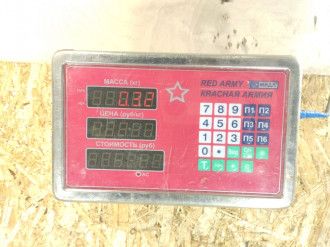 МАССА (кг)
0.32
RED ARMY МИДЛ
КРАСНАЯ АРМИЯ
ЦЕНА (руб/кг)
СТОИМОСТЬ (руб)
7 8 9 П1 П2
4 5 6 П3 П4
1 2 3 П5 П6
0
T